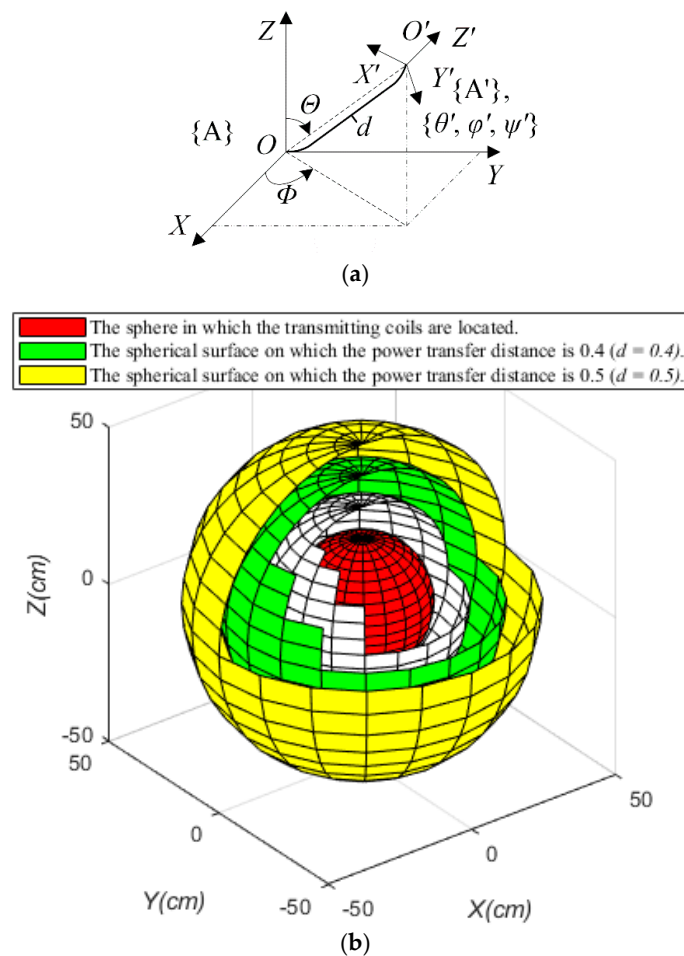 Z
O′
Z′
X′
Y′
{A′},
Θ
{θ′, φ′, ψ′}
{A}
d
O
Y
Φ
X
(a)
The sphere in which the transmitting coils are located.
The spherical surface on which the power transfer distance is 0.4 (d = 0.4).
The spherical surface on which the power transfer distance is 0.5 (d = 0.5).
50
0
-50
Z(cm)
50
0
-50
Y(cm)
-50
0
50
X(cm)
(b)